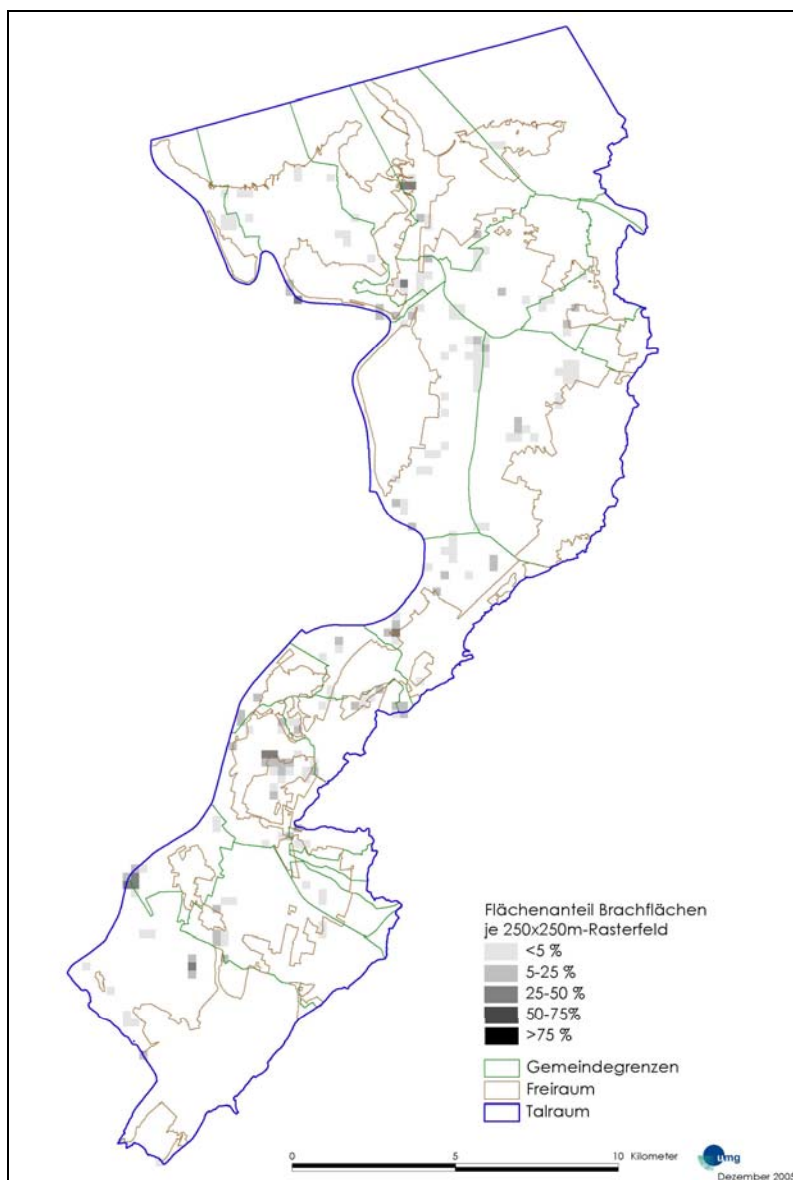 Flächenanteil Brachflächen
je 250x250m-Rasterfeld
<5 %
5-25 %
25-50 %
50-75%
>75 %
Gemeindegrenzen
Freiraum
Talraum
0 5 10 Kilometer
umg
Dezember 2005